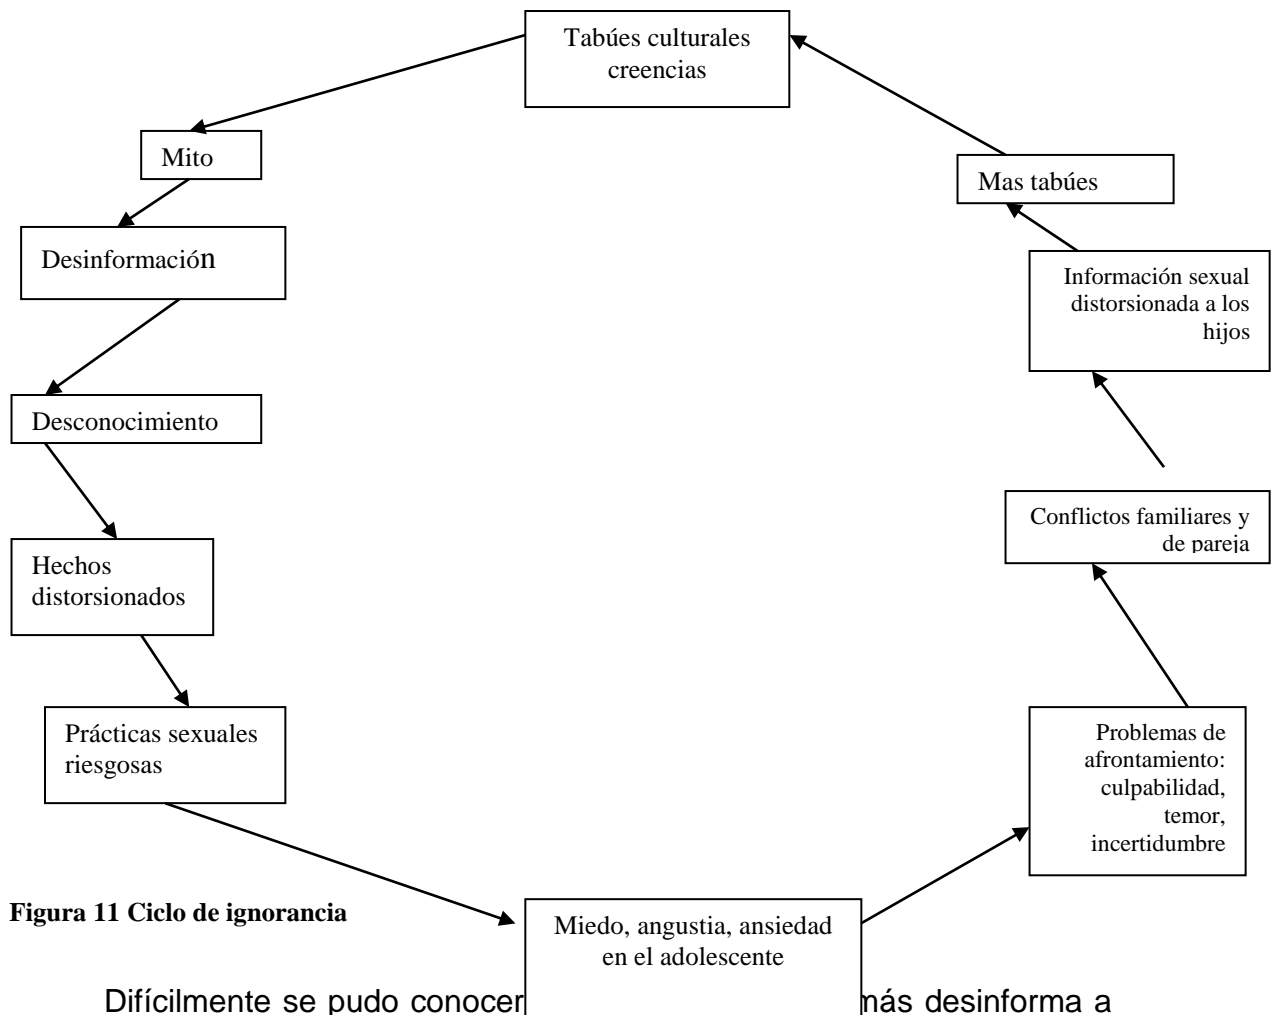 Tabúes culturales
creencias
Mito
Mas tabúes
Desinformación
Información sexual
distorsionada a los
hijos
Desconocimiento
Conflictos familiares y
de pareja
Hechos
distorsionados
Prácticas sexuales
riesgosas
Problemas de
afrontamiento:
culpabilidad,
temor,
incertidumbre
Figura 11 Ciclo de ignorancia
Miedo, angustia, ansiedad
en el adolescente
Difícilmente se pudo conocer más desinforma a